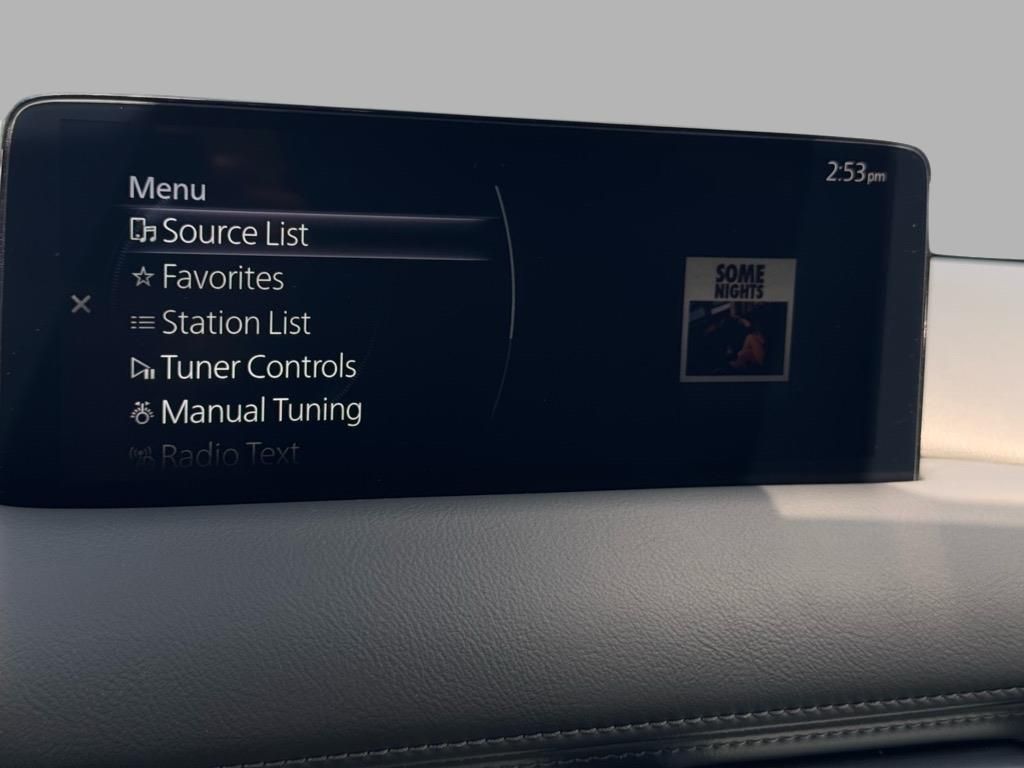 2:53pm
Menu
Source List
Favorites
Station List
Tuner Controls
Manual Tuning
Radio Text
SOME
NIGHTS